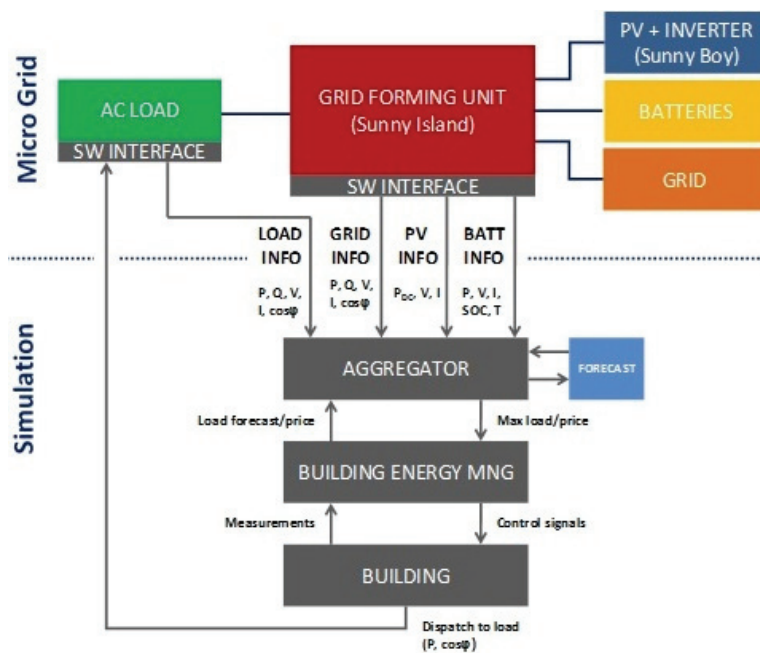 Micro Grid
AC LOAD
SW INTERFACE
GRID FORMING UNIT
(Sunny Island)
SW INTERFACE
PV + INVERTER
(Sunny Boy)
BATTERIES
GRID
LOAD
INFO
P, Q, V,
I, cosφ
GRID
INFO
P, Q, V,
I, cosφ
PV
INFO
PDC, V, I
BATT
INFO
P, V, I,
SOC, T
Simulation
AGGREGATOR
FORECAST
Load forecast/price
Max load/price
BUILDING ENERGY MNG
Measurements
Control signals
BUILDING
Dispatch to load
(P, cosφ)